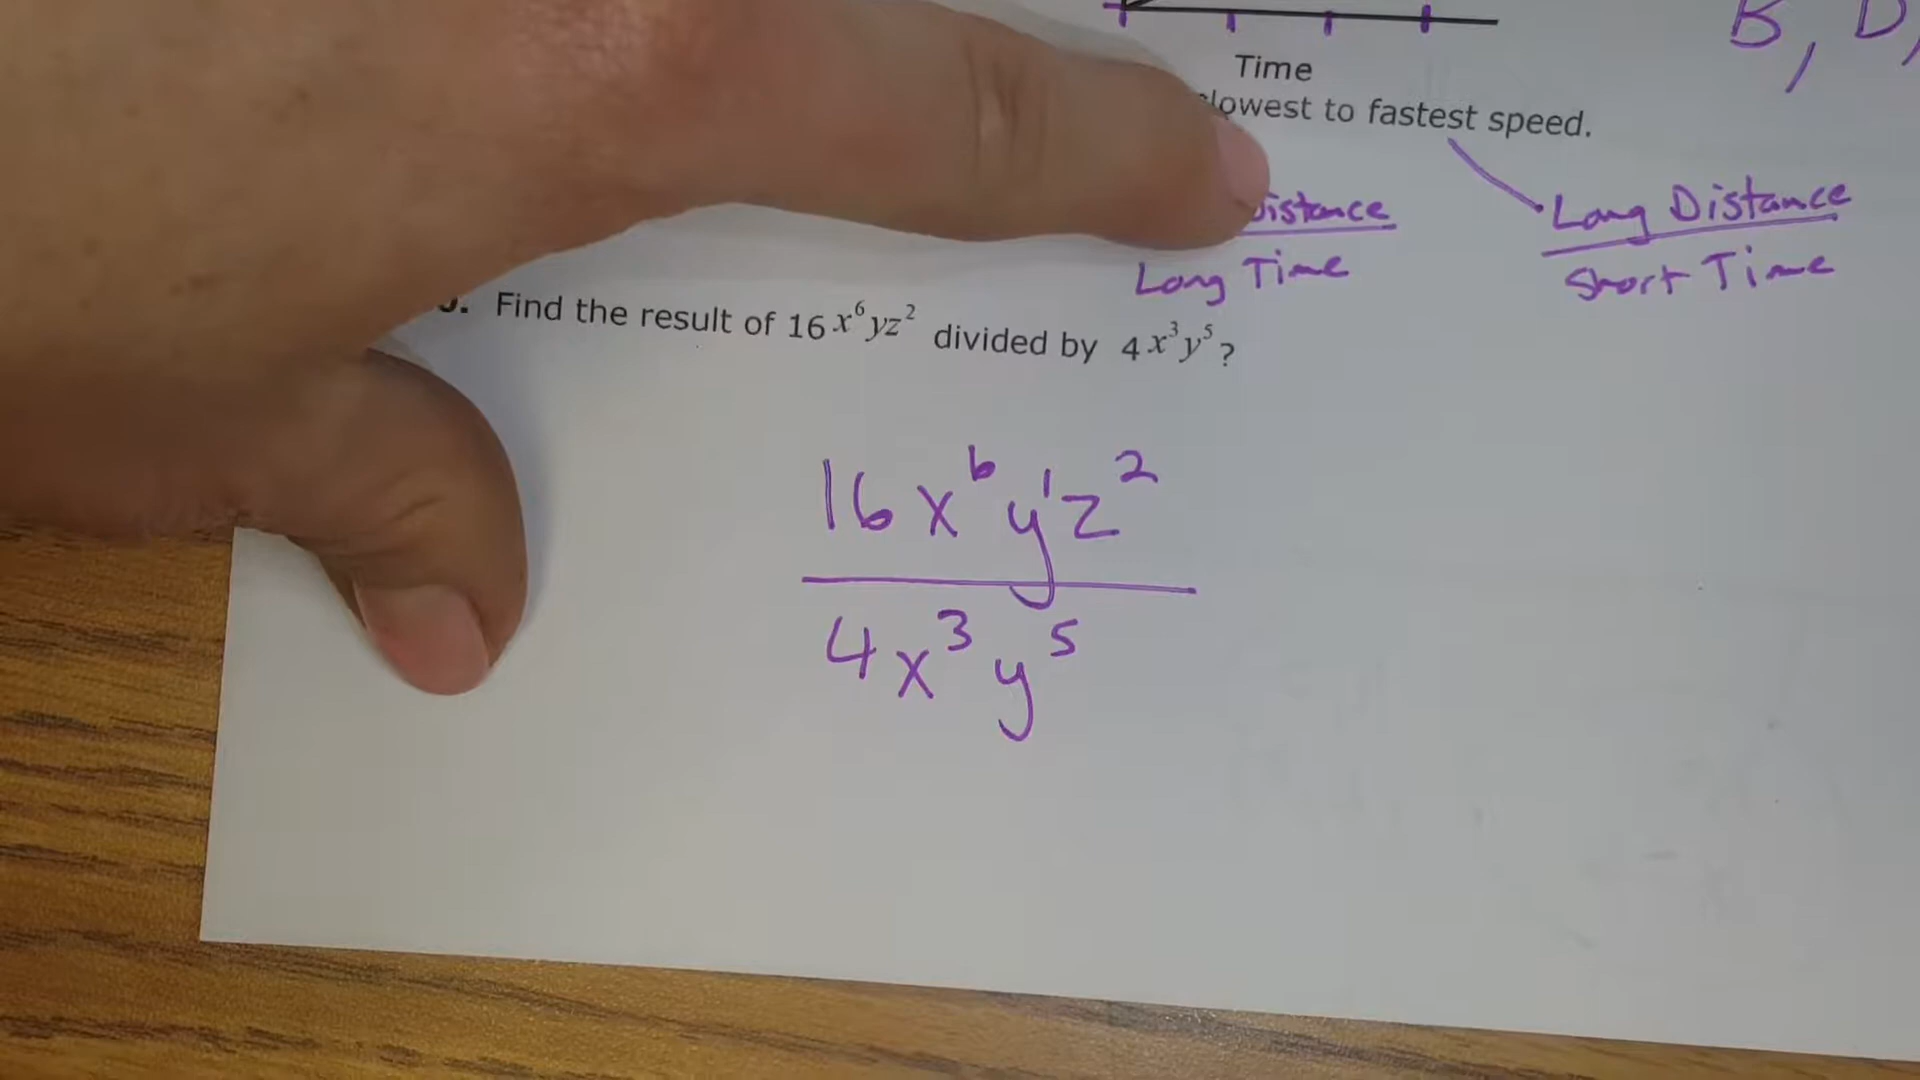 B, D,
Time
lowest to fastest speed.
Distance
Long Time
Long Distance
Short Time
Find the result of 16x⁶yz² divided by 4x³y⁵?
16x⁶y¹z²
4x³y⁵